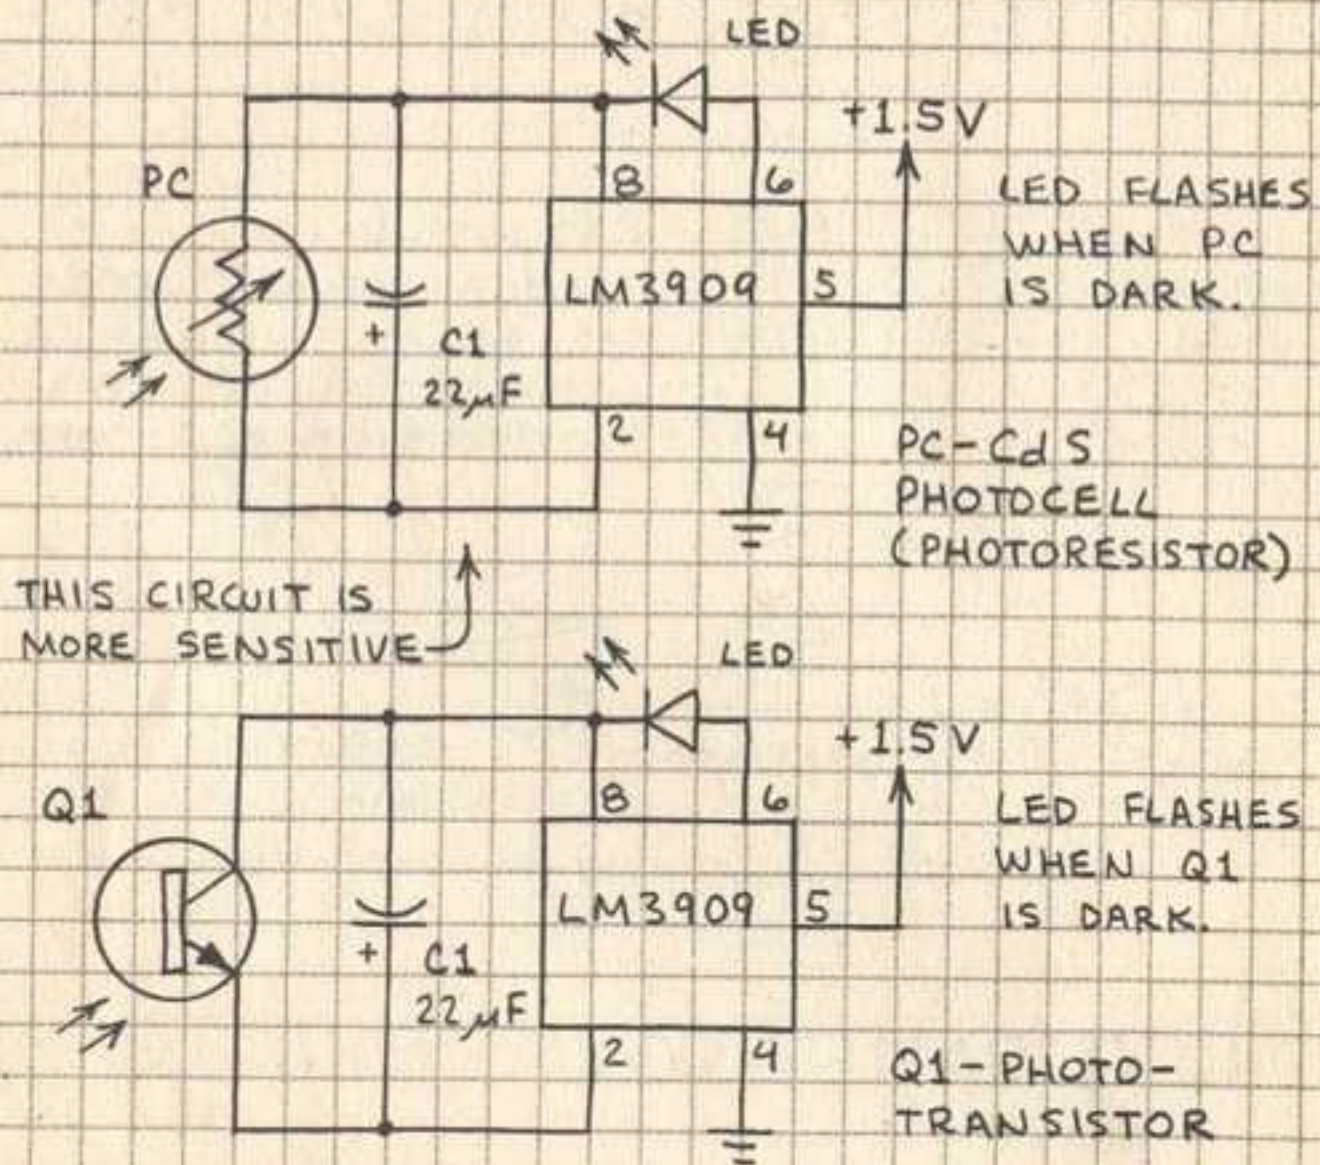 LED
+1.5V
PC
8
6
LED FLASHES
WHEN PC
IS DARK.
LM3909
5
+
C1
22µF
2
4
PC-CdS
PHOTOCELL
(PHOTORESISTOR)
THIS CIRCUIT IS
MORE SENSITIVE
LED
+1.5V
Q1
8
6
LED FLASHES
WHEN Q1
IS DARK.
LM3909
5
+
C1
22µF
2
4
Q1-PHOTO-
TRANSISTOR